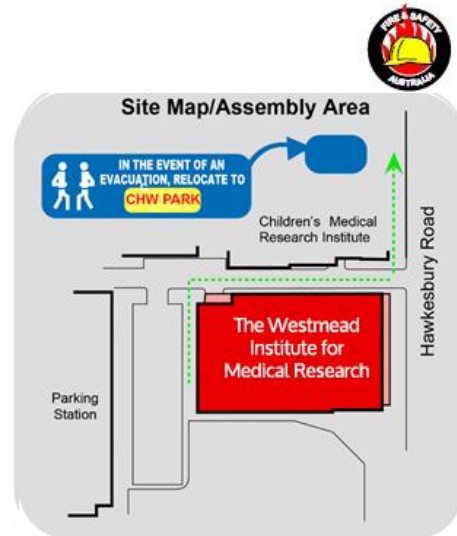 FIRE & SAFETY
AUSTRALIA
Site Map/Assembly Area
IN THE EVENT OF AN
EVACUATION, RELOCATE TO
CHW PARK
Children's Medical
Research Institute
Hawkesbury Road
The Westmead
Institute for
Medical Research
Parking
Station